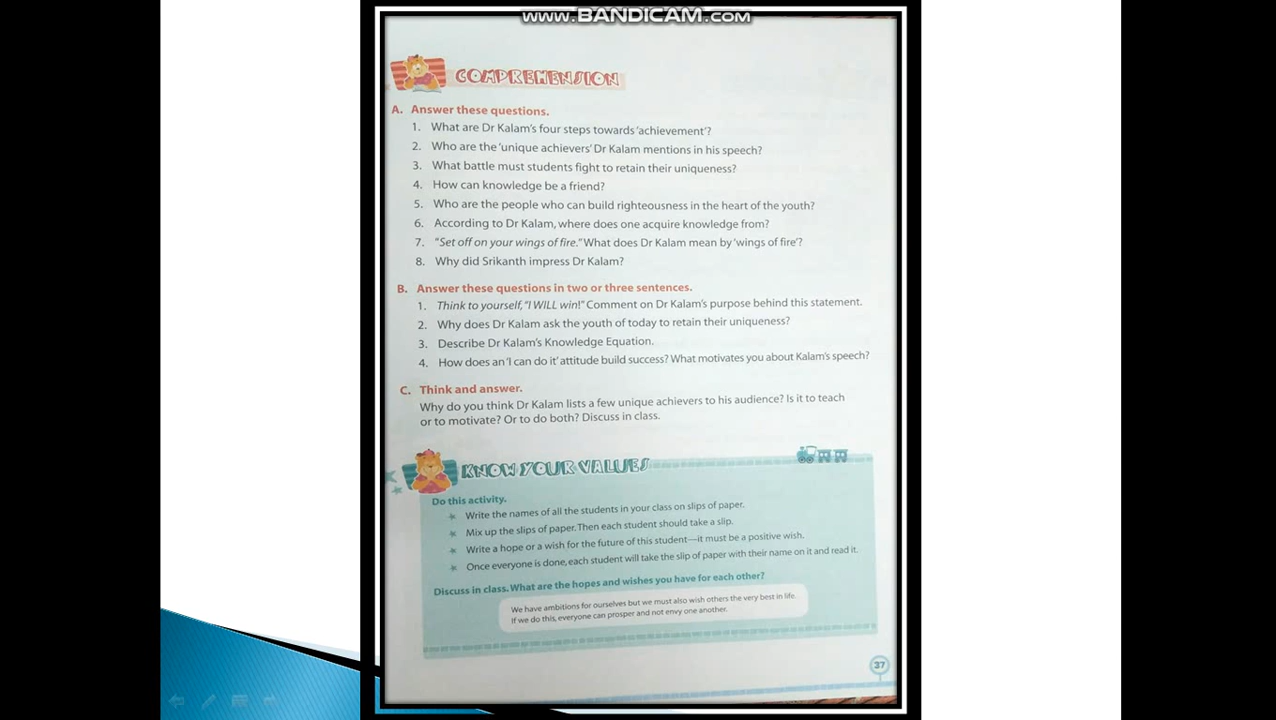 www.BANDICAM.com
COMPREHENSION
A. Answer these questions.
1. What are Dr Kalam's four steps towards 'achievement'?
2. Who are the 'unique achievers' Dr Kalam mentions in his speech?
3. What battle must students fight to retain their uniqueness?
4. How can knowledge be a friend?
5. Who are the people who can build righteousness in the heart of the youth?
6. According to Dr Kalam, where does one acquire knowledge from?
7. "Set off on your wings of fire." What does Dr Kalam mean by 'wings of fire'?
8. Why did Srikanth impress Dr Kalam?
B. Answer these questions in two or three sentences.
1. Think to yourself, "I WILL win!" Comment on Dr Kalam's purpose behind this statement.
2. Why does Dr Kalam ask the youth of today to retain their uniqueness?
3. Describe Dr Kalam's Knowledge Equation.
4. How does an 'I can do it' attitude build success? What motivates you about Kalam's speech?
C. Think and answer.
Why do you think Dr Kalam lists a few unique achievers to his audience? Is it to teach
or to motivate? Or to do both? Discuss in class.
KNOW YOUR VALUES
Do this activity.
Write the names of all the students in your class on slips of paper.
Mix up the slips of paper. Then each student should take a slip.
Write a hope or a wish for the future of this student—it must be a positive wish.
Once everyone is done, each student will take the slip of paper with their name on it and read it.
Discuss in class. What are the hopes and wishes you have for each other?
We have ambitions for ourselves but we must also wish others the very best in life.
If we do this, everyone can prosper and not envy one another.
37